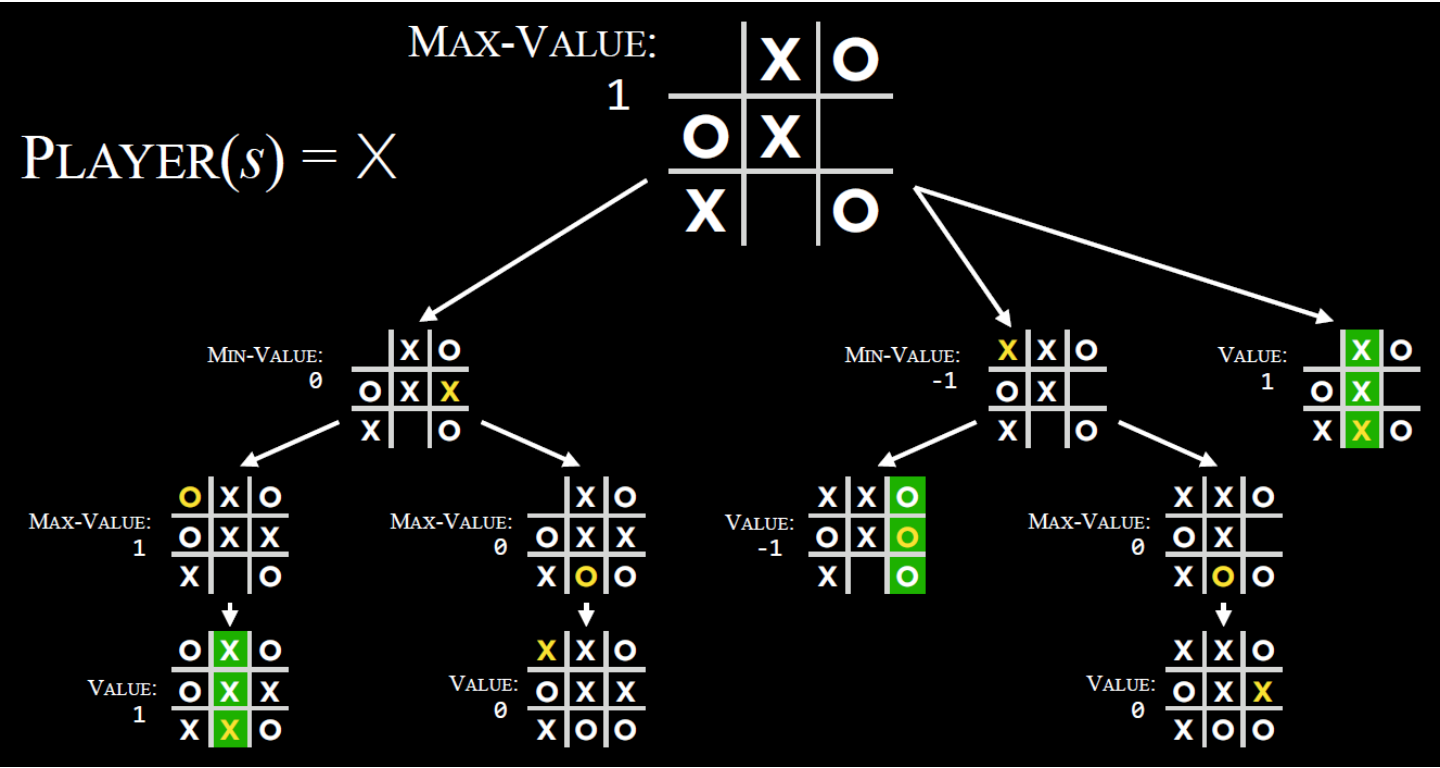 MAX-VALUE:
1
X O
O X
X O
PLAYER(s) = X
MIN-VALUE:
0
X O
O X X
X O
MIN-VALUE:
-1
X X O
O X
X O
VALUE:
1
X O
O X
X X O
MAX-VALUE:
1
O X O
O X X
X O
MAX-VALUE:
0
X O
O X X
X O O
VALUE:
-1
X X O
O X O
X O
MAX-VALUE:
0
X X O
O X
X O O
VALUE:
1
O X O
O X X
X X O
VALUE:
0
X X O
O X X
X O O
VALUE:
0
X X O
O X X
X O O